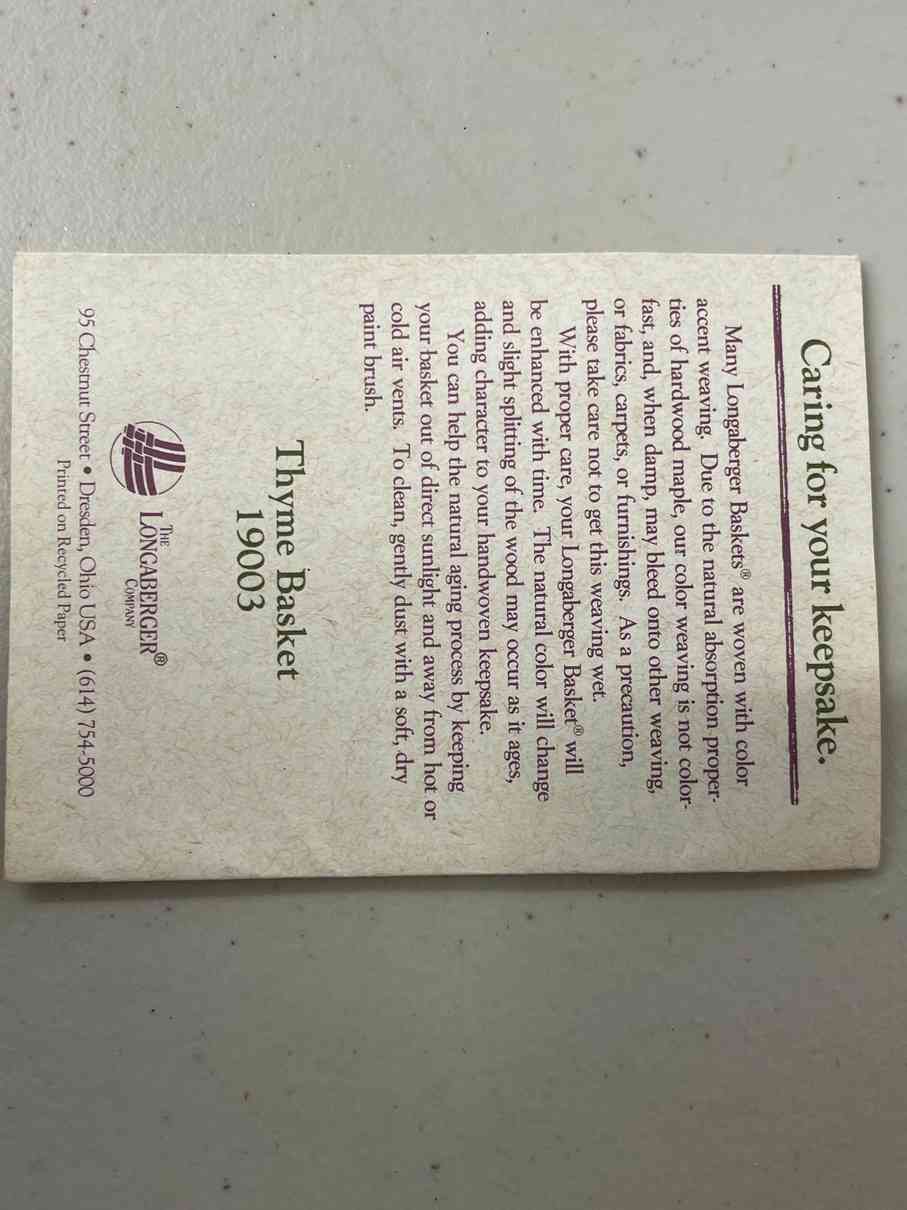 Caring for your keepsake.
Many Longaberger Baskets® are woven with color
accent weaving. Due to the natural absorption proper-
ties of hardwood maple, our color weaving is not color-
fast, and, when damp, may bleed onto other weaving,
or fabrics, carpets, or furnishings. As a precaution,
please take care not to get this weaving wet.
With proper care, your Longaberger Basket® will
be enhanced with time. The natural color will change
and slight splitting of the wood may occur as it ages,
adding character to your handwoven keepsake.
You can help the natural aging process by keeping
your basket out of direct sunlight and away from hot or
cold air vents. To clean, gently dust with a soft, dry
paint brush.
Thyme Basket
19003
THE
LONGABERGER®
COMPANY
95 Chestnut Street • Dresden, Ohio USA • (614) 754-5000
Printed on Recycled Paper